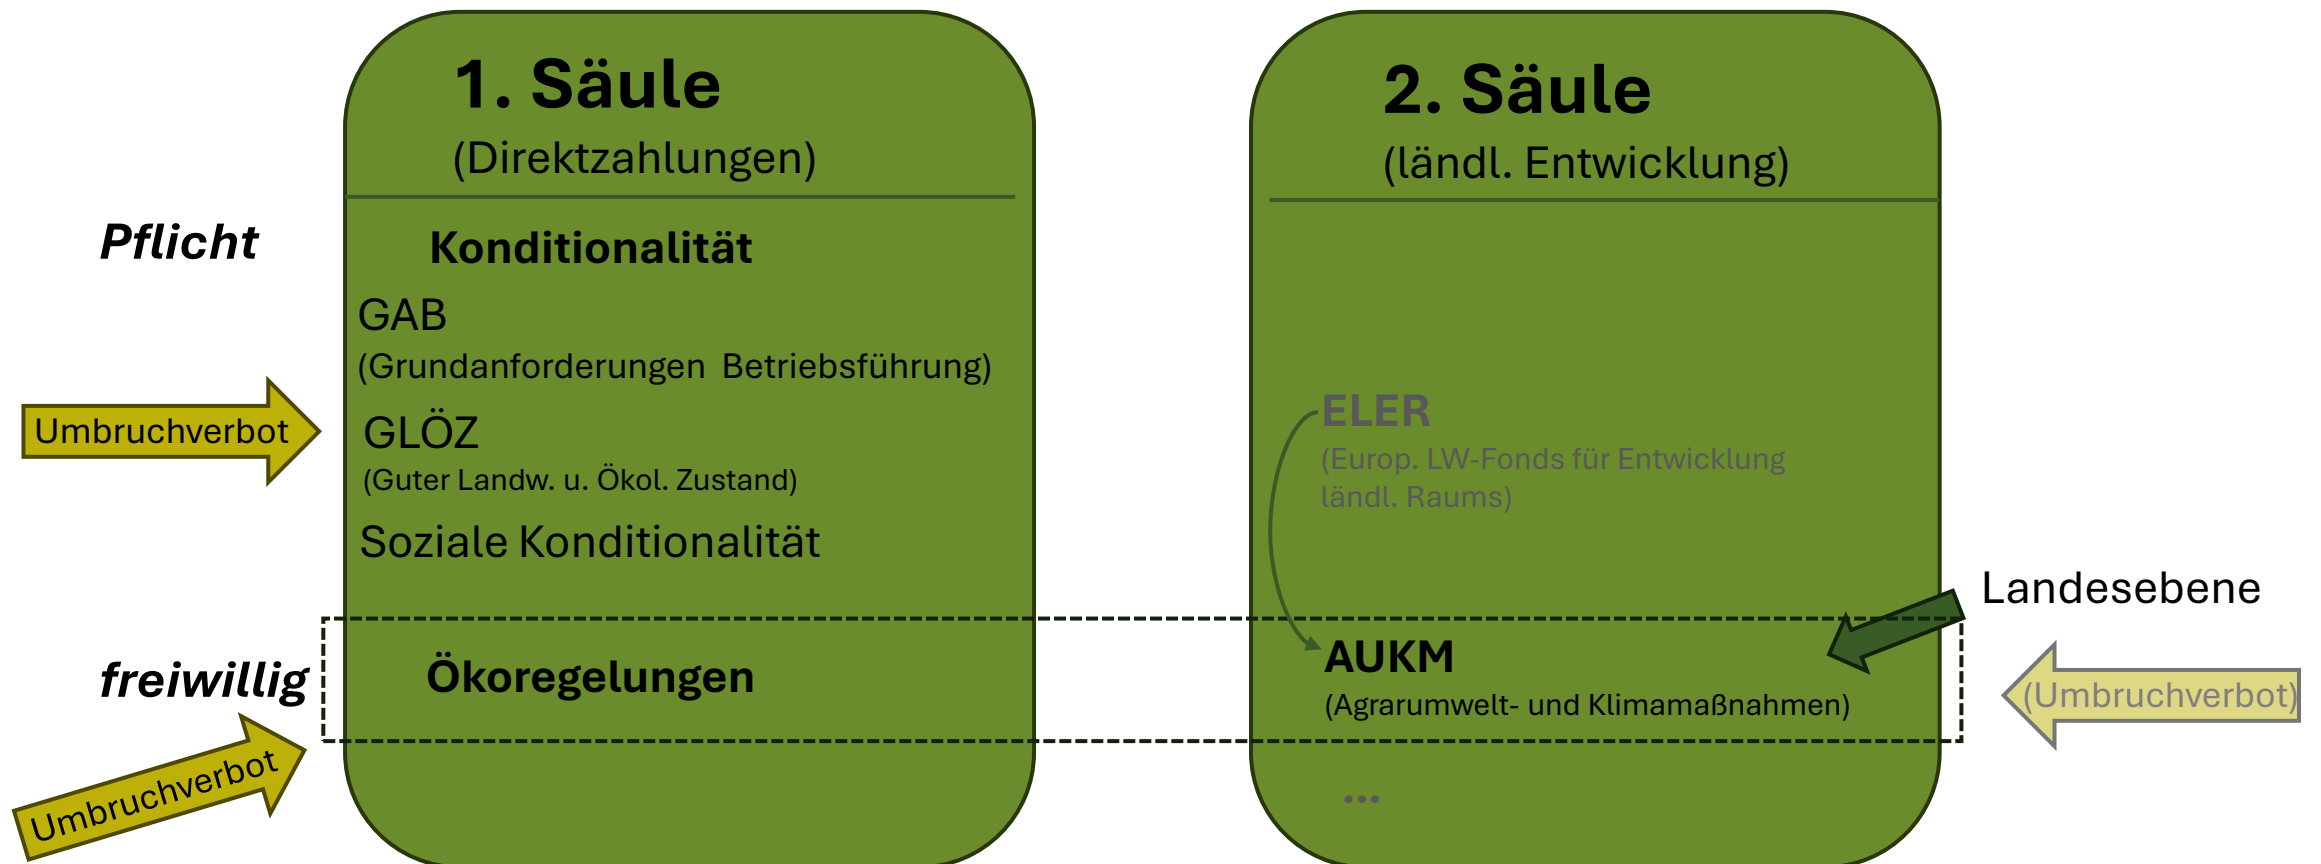 1. Säule
(Direktzahlungen)
2. Säule
(ländl. Entwicklung)
Pflicht
Konditionalität
GAB
(Grundanforderungen Betriebsführung)
Umbruchverbot
GLÖZ
(Guter Landw. u. Ökol. Zustand)
Soziale Konditionalität
ELER
(Europ. LW-Fonds für Entwicklung
ländl. Raums)
Landesebene
freiwillig
Ökoregelungen
AUKM
(Agrarumwelt- und Klimamaßnahmen)
(Umbruchverbot)
Umbruchverbot
...